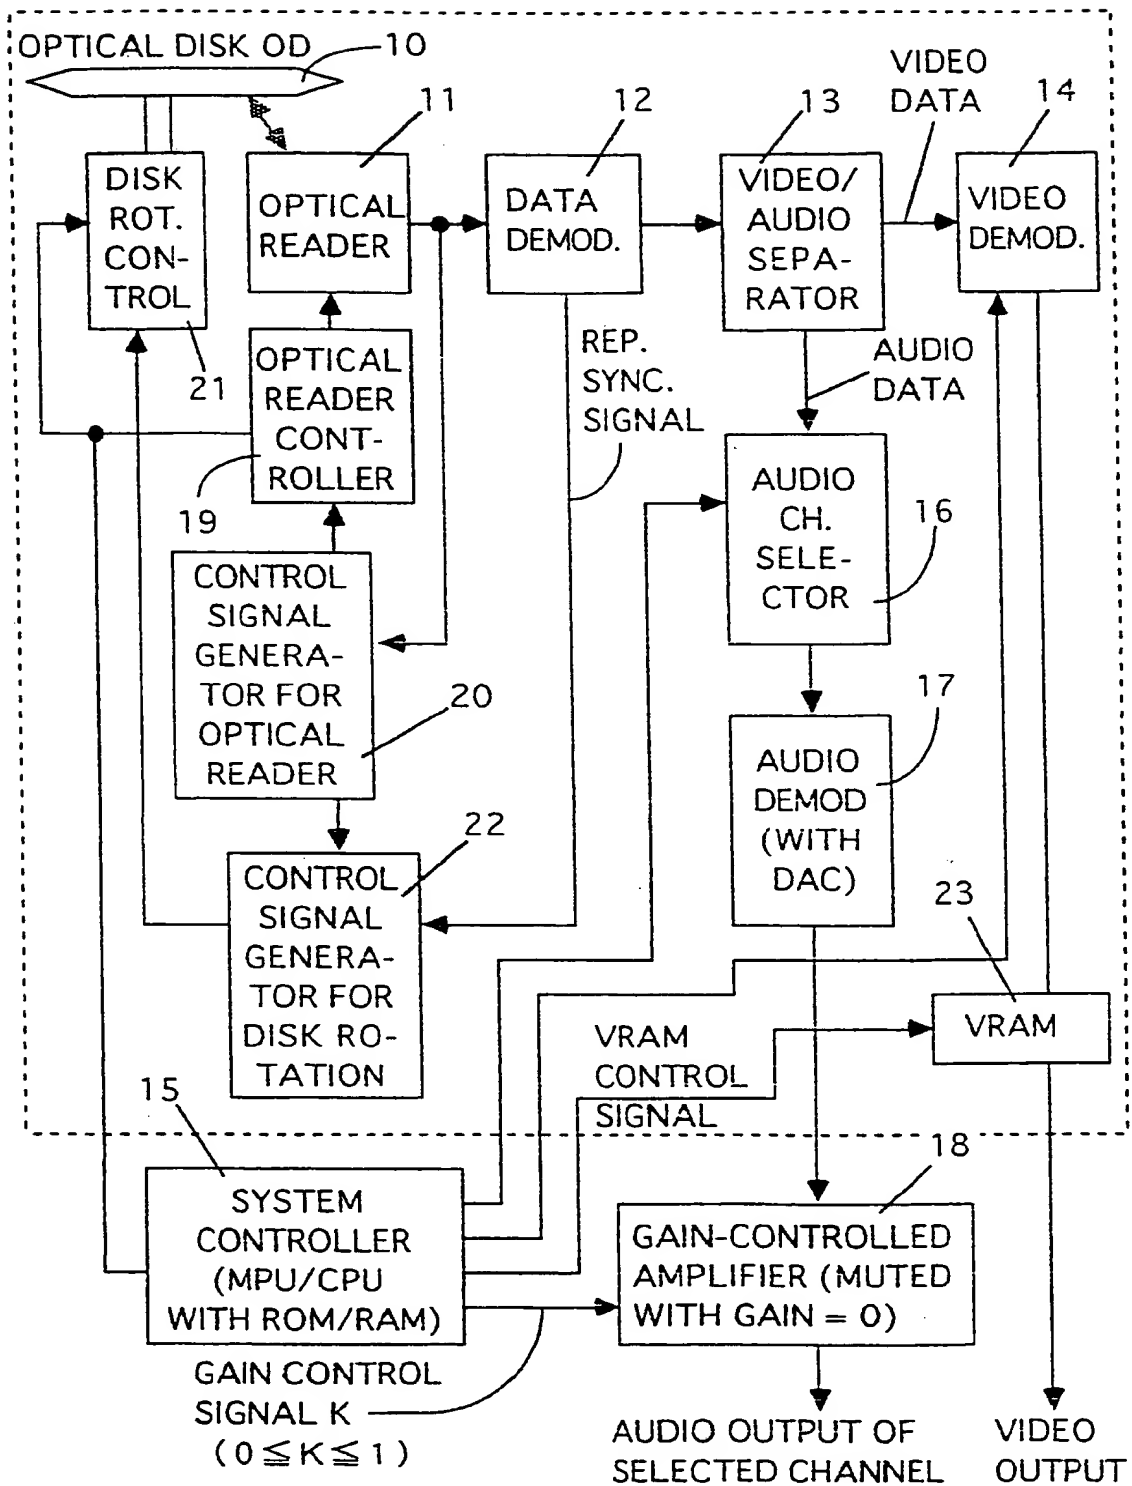 OPTICAL DISK OD
10
11
12
13
VIDEO
DATA
14
DISK
ROT.
CON-
TROL
21
OPTICAL
READER
DATA
DEMOD.
VIDEO/
AUDIO
SEPA-
RATOR
VIDEO
DEMOD.
OPTICAL
READER
CONT-
ROLLER
19
REP.
SYNC.
SIGNAL
AUDIO
DATA
AUDIO
CH.
SELE-
CTOR
16
CONTROL
SIGNAL
GENERA-
TOR FOR
OPTICAL
READER
20
17
AUDIO
DEMOD
(WITH
DAC)
22
CONTROL
SIGNAL
GENERA-
TOR FOR
DISK RO-
TATION
23
VRAM
VRAM
CONTROL
SIGNAL
15
SYSTEM
CONTROLLER
(MPU/CPU
WITH ROM/RAM)
18
GAIN-CONTROLLED
AMPLIFIER (MUTED
WITH GAIN = 0)
GAIN CONTROL
SIGNAL K
(0≦K≦1)
AUDIO OUTPUT OF
SELECTED CHANNEL
VIDEO
OUTPUT